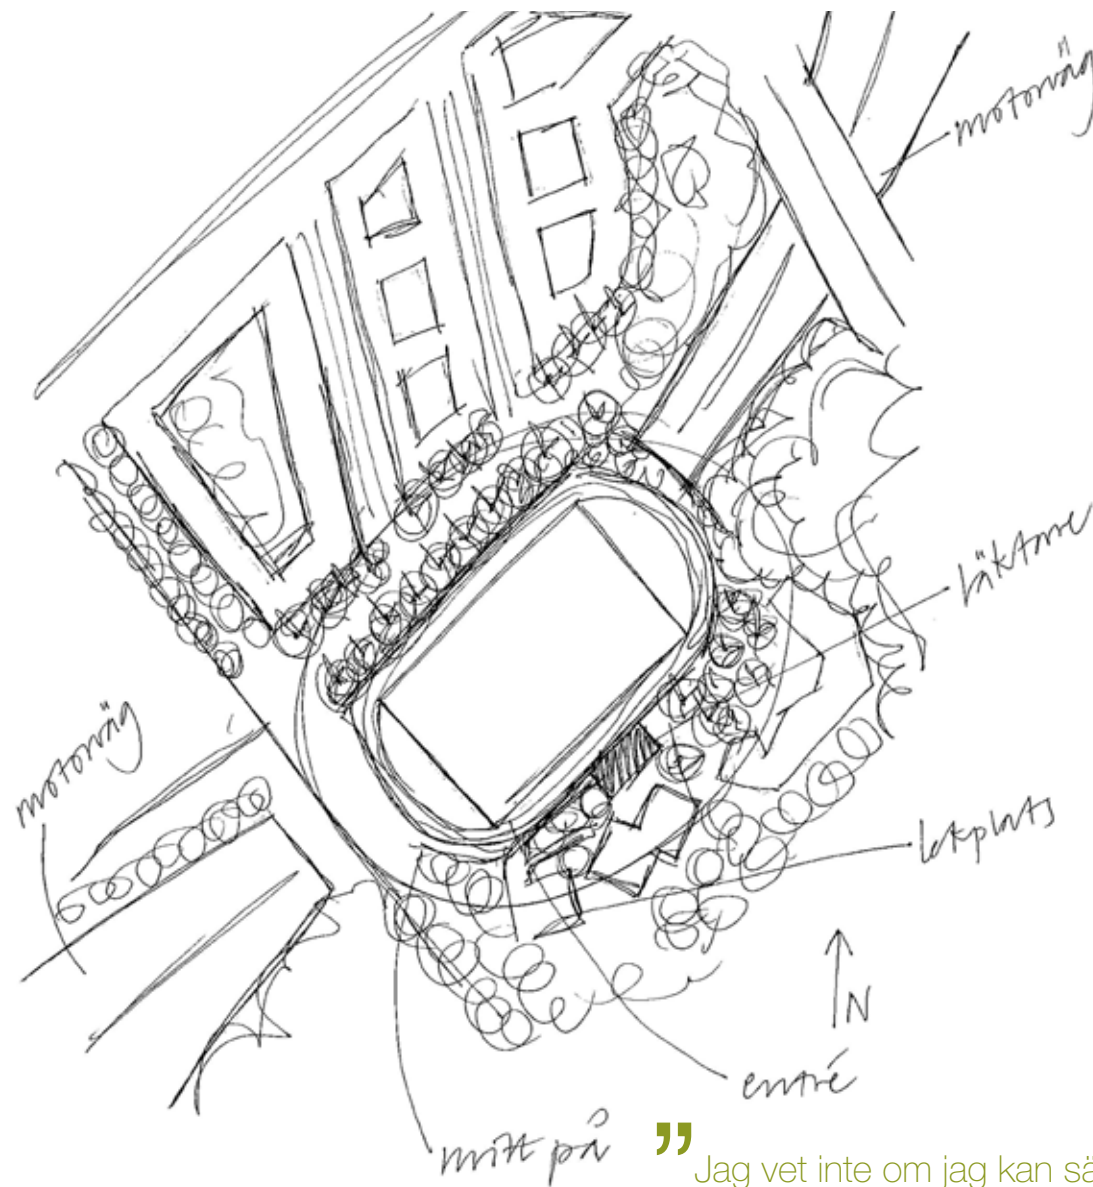 motorväg
läktare
motorväg
lekplats
N
entré
mitt på
”Jag vet inte om jag kan sä